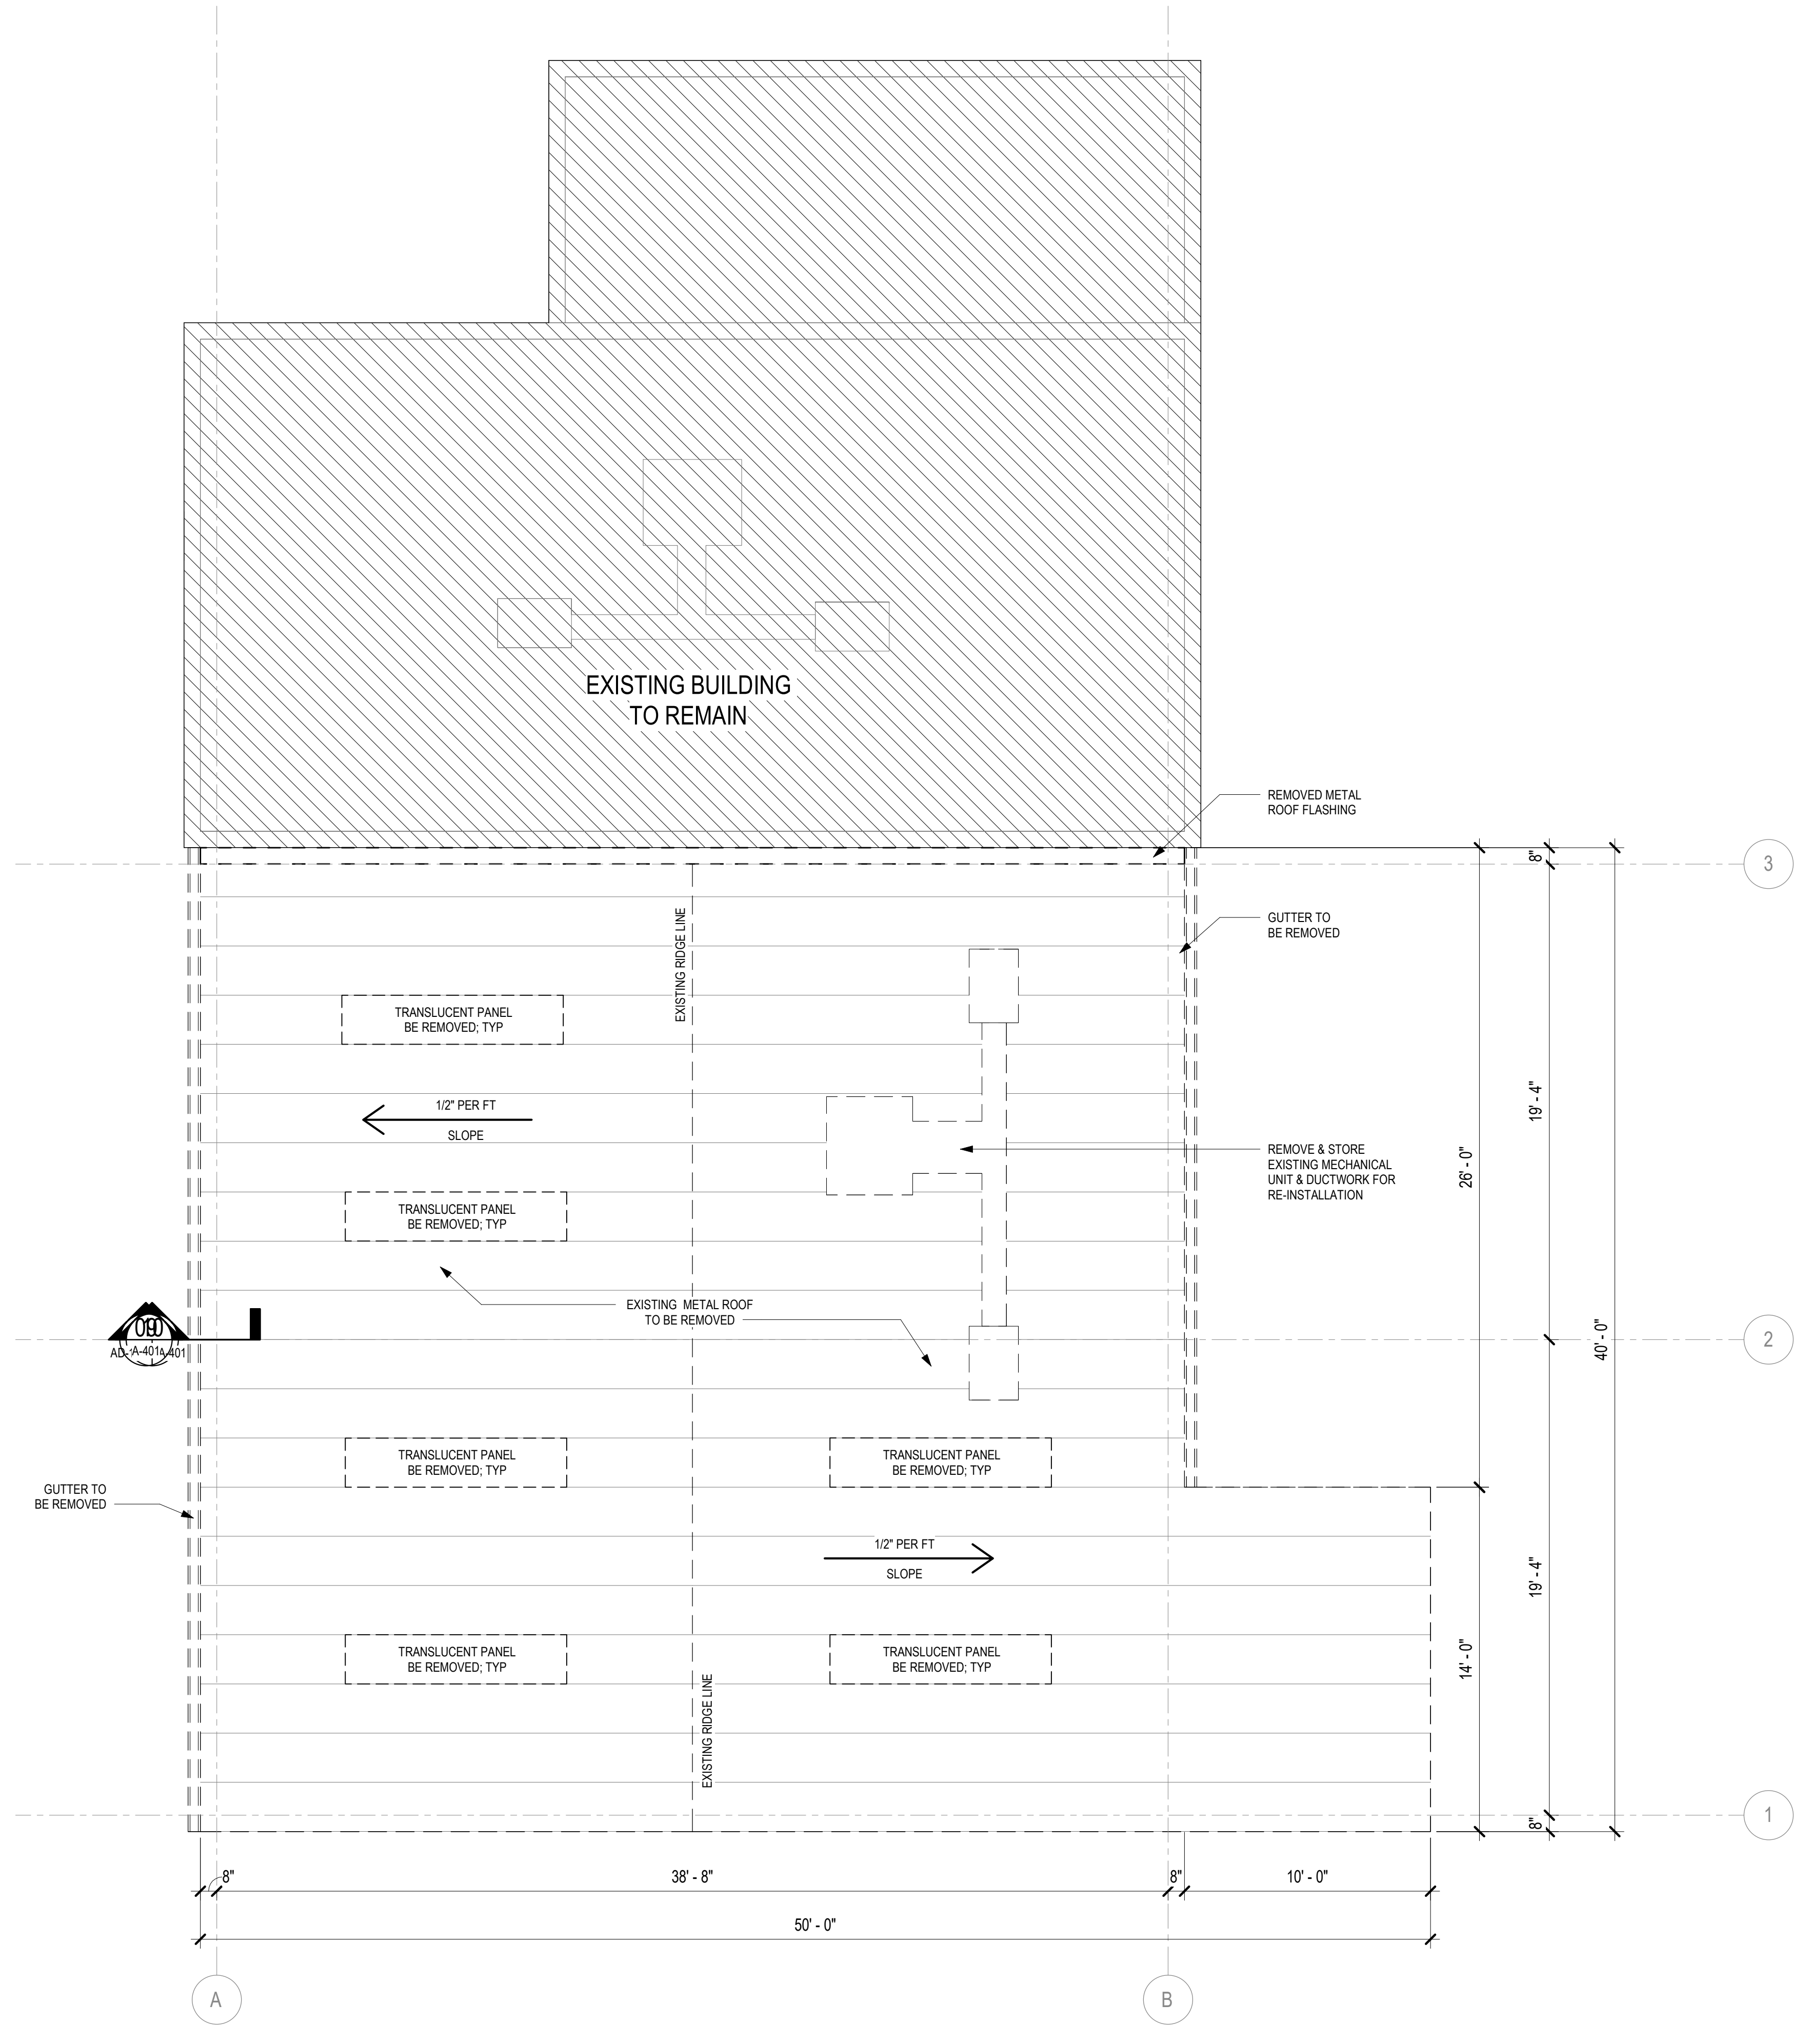 EXISTING BUILDING
TO REMAIN
REMOVED METAL
ROOF FLASHING
8"
3
GUTTER TO
BE REMOVED
EXISTING RIDGE LINE
TRANSLUCENT PANEL
BE REMOVED; TYP
1/2" PER FT
SLOPE
19' - 4"
REMOVE & STORE
EXISTING MECHANICAL
UNIT & DUCTWORK FOR
RE-INSTALLATION
26' - 0"
TRANSLUCENT PANEL
BE REMOVED; TYP
EXISTING METAL ROOF
TO BE REMOVED
A-401
2
40' - 0"
TRANSLUCENT PANEL
BE REMOVED; TYP
TRANSLUCENT PANEL
BE REMOVED; TYP
GUTTER TO
BE REMOVED
1/2" PER FT
SLOPE
19' - 4"
14' - 0"
TRANSLUCENT PANEL
BE REMOVED; TYP
TRANSLUCENT PANEL
BE REMOVED; TYP
EXISTING RIDGE LINE
8"
1
8"
38' - 8"
8"
10' - 0"
50' - 0"
A
B